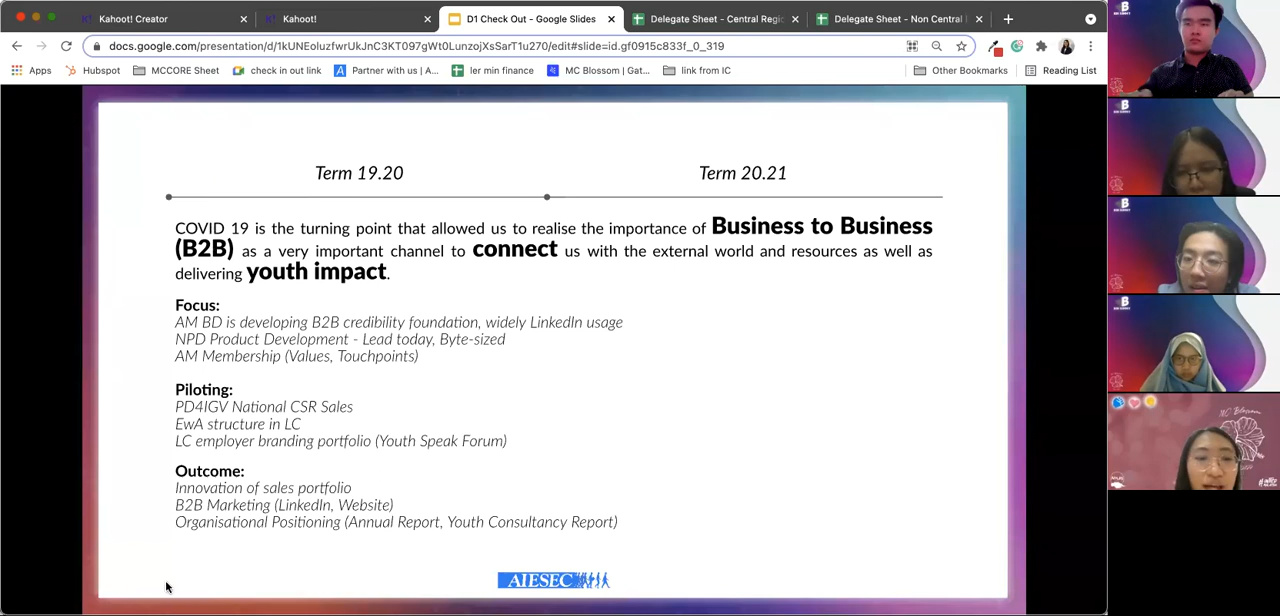 Kahoot! Creator
Kahoot!
D1 Check Out - Google Slides
Delegate Sheet - Central Regio
Delegate Sheet - Non Central
docs.google.com/presentation/d/1kUNEoluzfwrUkJnC3KT097gWt0LunzojXsSarT1u270/edit#slide=id.gf0915c833f_0_319
Apps
Hubspot
MCCORE Sheet
check in out link
Partner with us | A...
ler min finance
MC Blossom | Gat...
link from IC
Other Bookmarks
Reading List
Term 19.20
Term 20.21
COVID 19 is the turning point that allowed us to realise the importance of Business to Business
(B2B) as a very important channel to connect us with the external world and resources as well as
delivering youth impact.
Focus:
AM BD is developing B2B credibility foundation, widely LinkedIn usage
NPD Product Development - Lead today, Byte-sized
AM Membership (Values, Touchpoints)
Piloting:
PD4IGV National CSR Sales
EwA structure in LC
LC employer branding portfolio (Youth Speak Forum)
Outcome:
Innovation of sales portfolio
B2B Marketing (LinkedIn, Website)
Organisational Positioning (Annual Report, Youth Consultancy Report)
AIESEC
B
B
B
B
MC Blossom